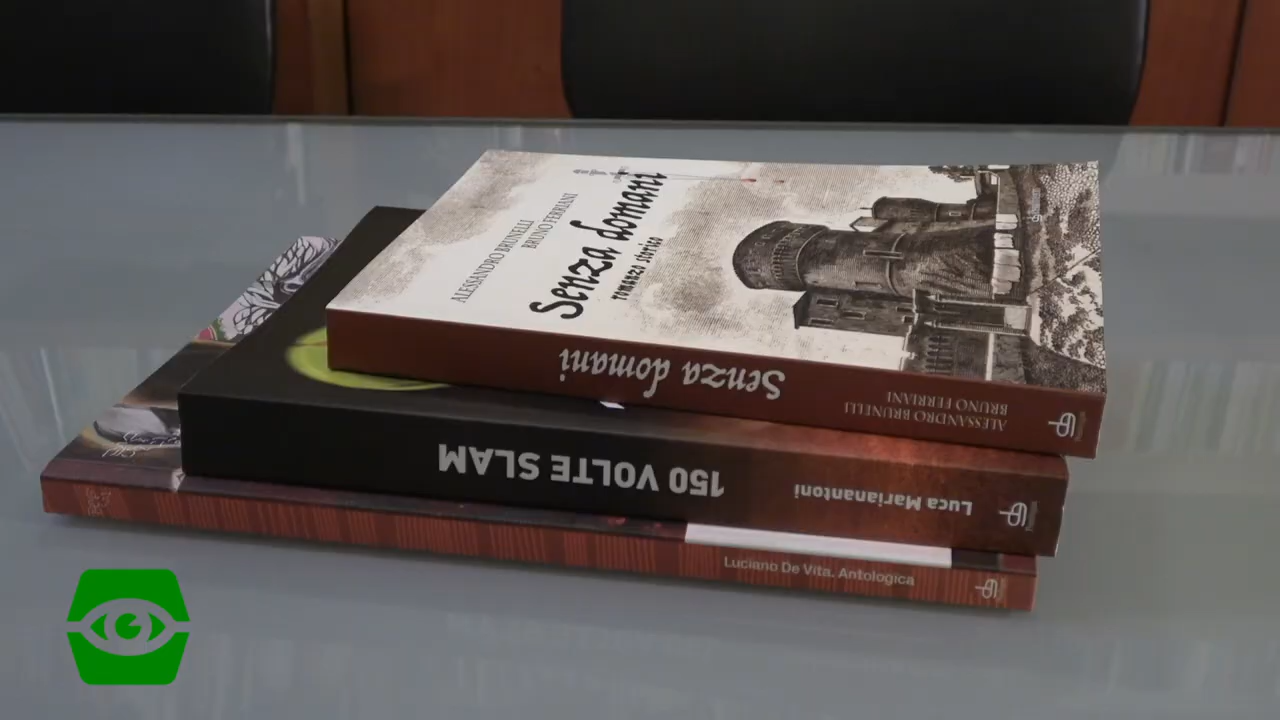 ALESSANDRO BRUNELLI
BRUNO FERRIANI
Senza domani
romanzo storico
Senza domani
ALESSANDRO BRUNELLI
BRUNO FERRIANI
150 VOLTE SLAM
Luca Marianantoni
Luciano De Vita. Antologica